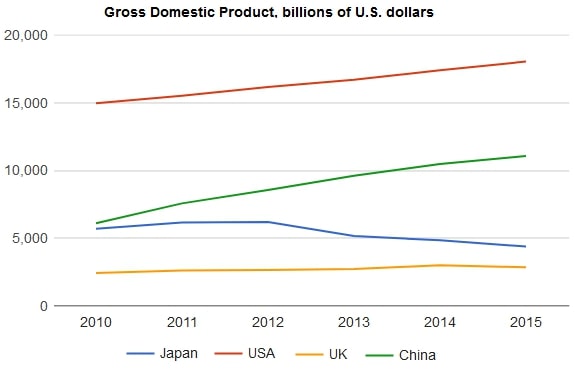 Gross Domestic Product, billions of U.S. dollars
20,000
15,000
10,000
5,000
0
2010 2011 2012 2013 2014 2015
Japan USA UK China